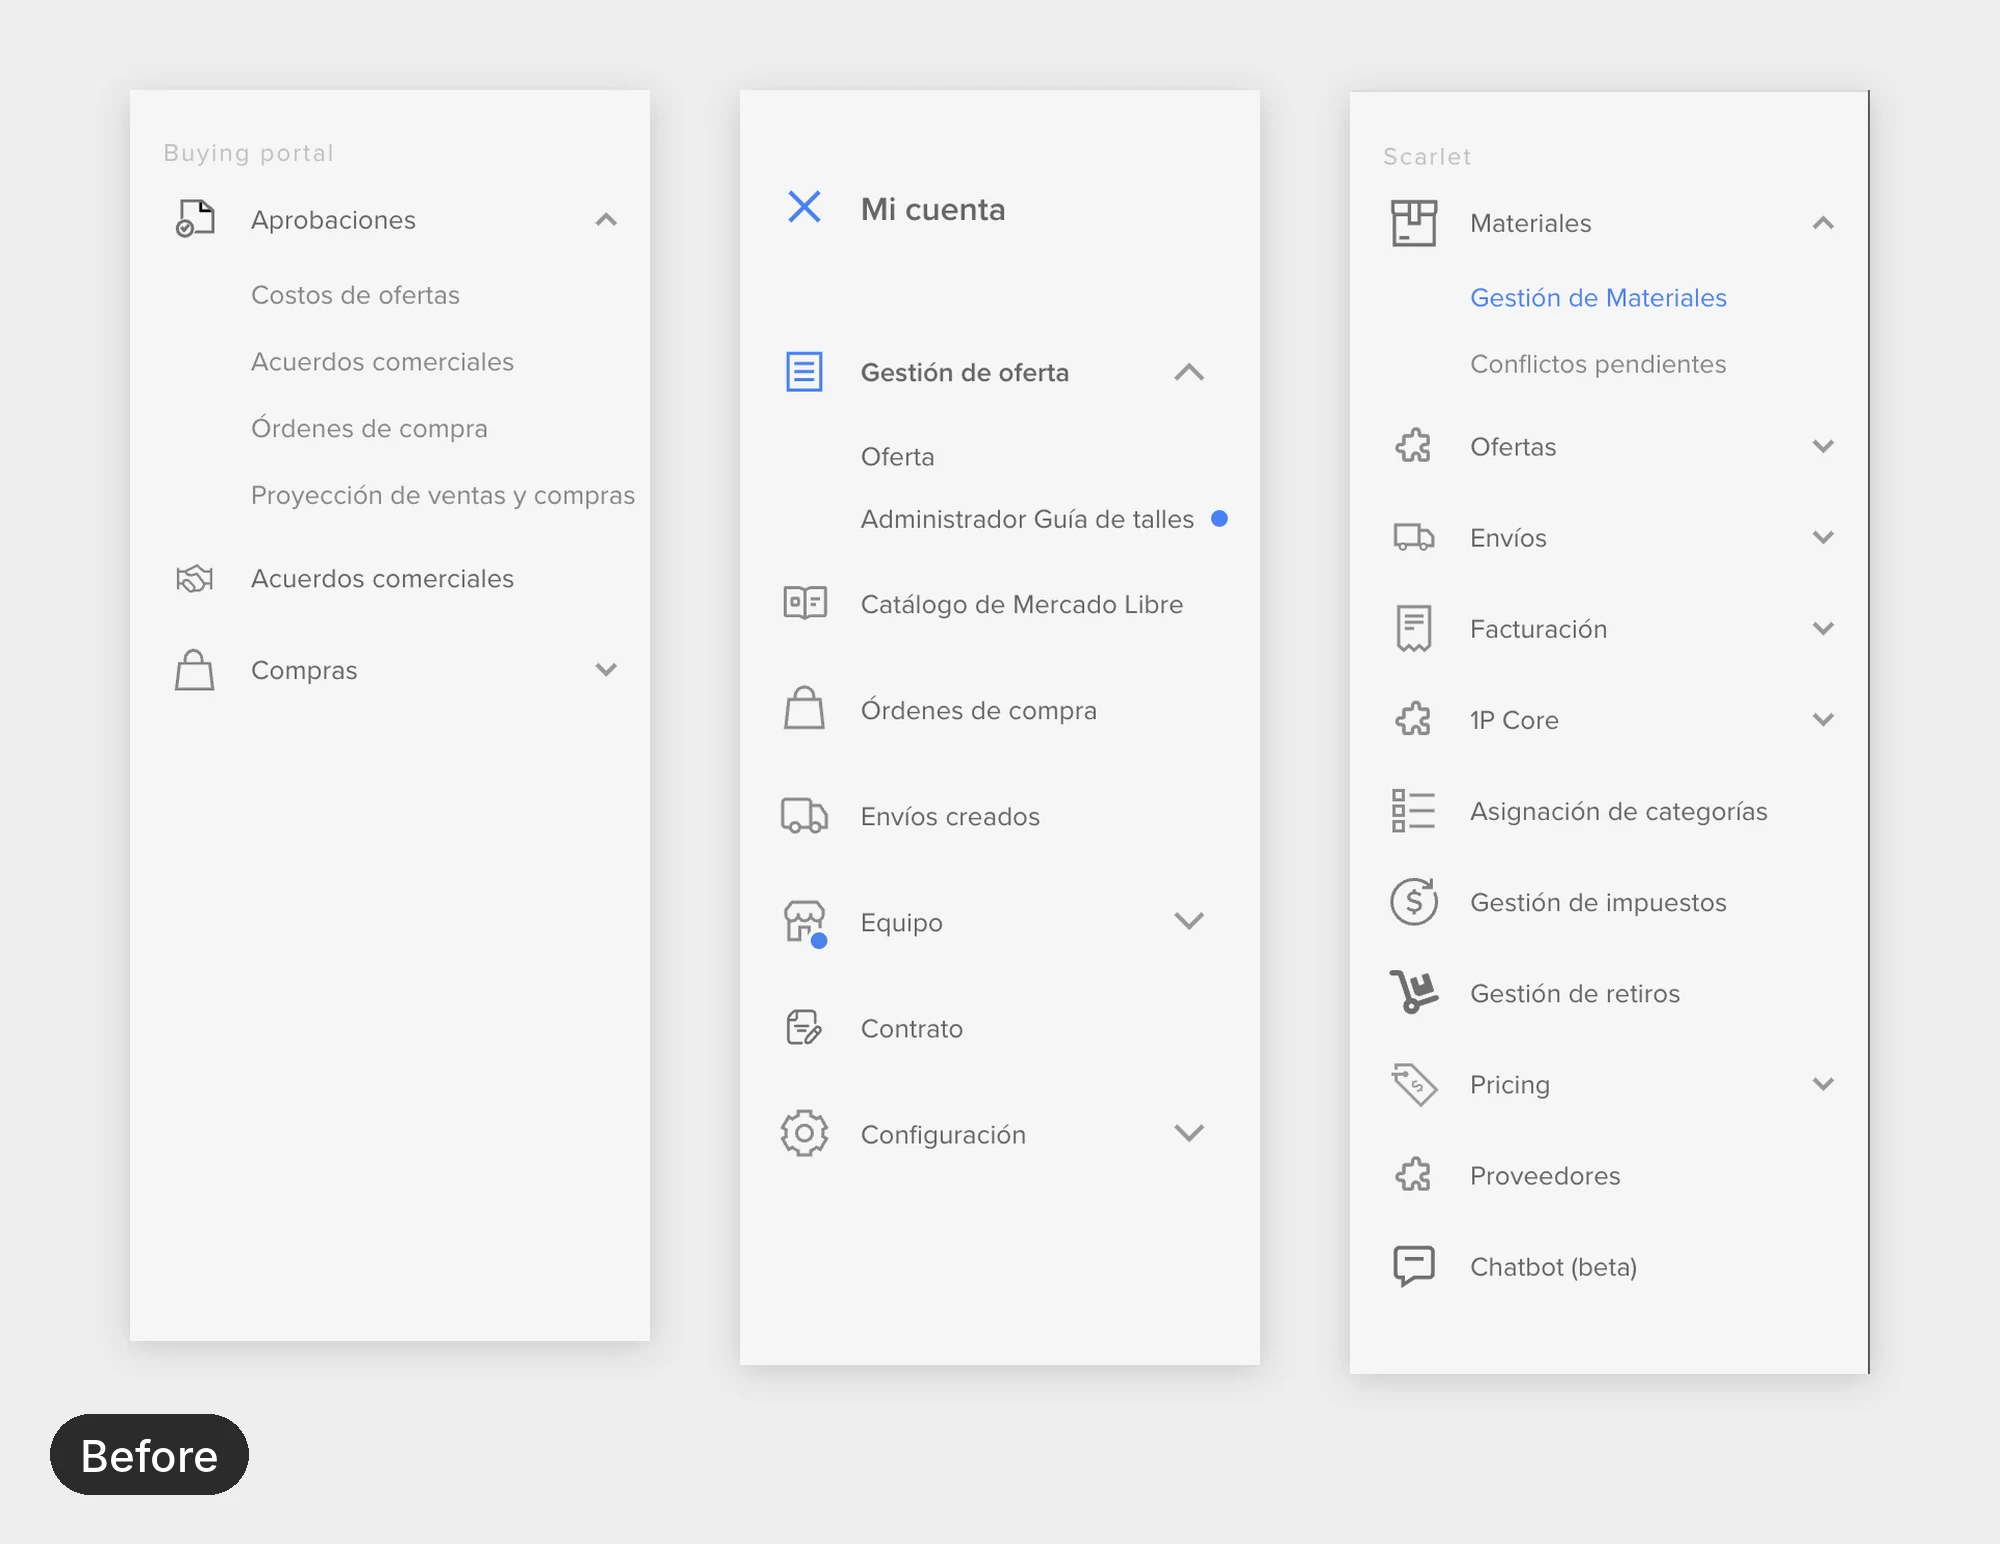 Buying portal
Aprobaciones
Costos de ofertas
Acuerdos comerciales
Órdenes de compra
Proyección de ventas y compras
Acuerdos comerciales
Compras
Mi cuenta
Gestión de oferta
Oferta
Administrador Guía de talles
Catálogo de Mercado Libre
Órdenes de compra
Envíos creados
Equipo
Contrato
Configuración
Scarlet
Materiales
Gestión de Materiales
Conflictos pendientes
Ofertas
Envíos
Facturación
1P Core
Asignación de categorías
Gestión de impuestos
Gestión de retiros
Pricing
Proveedores
Chatbot (beta)
Before